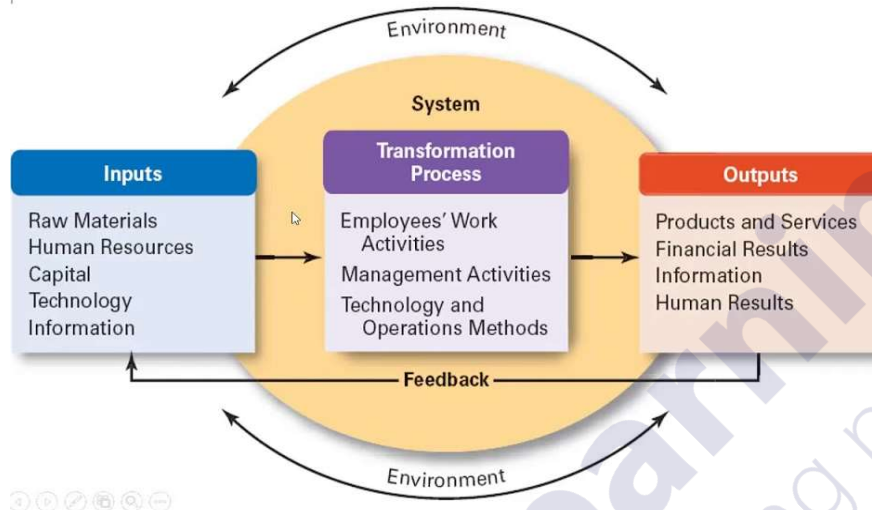 Environment
System
Inputs
Raw Materials
Human Resources
Capital
Technology
Information
Transformation
Process
Employees' Work
Activities
Management Activities
Technology and
Operations Methods
Outputs
Products and Services
Financial Results
Information
Human Results
Feedback
Environment